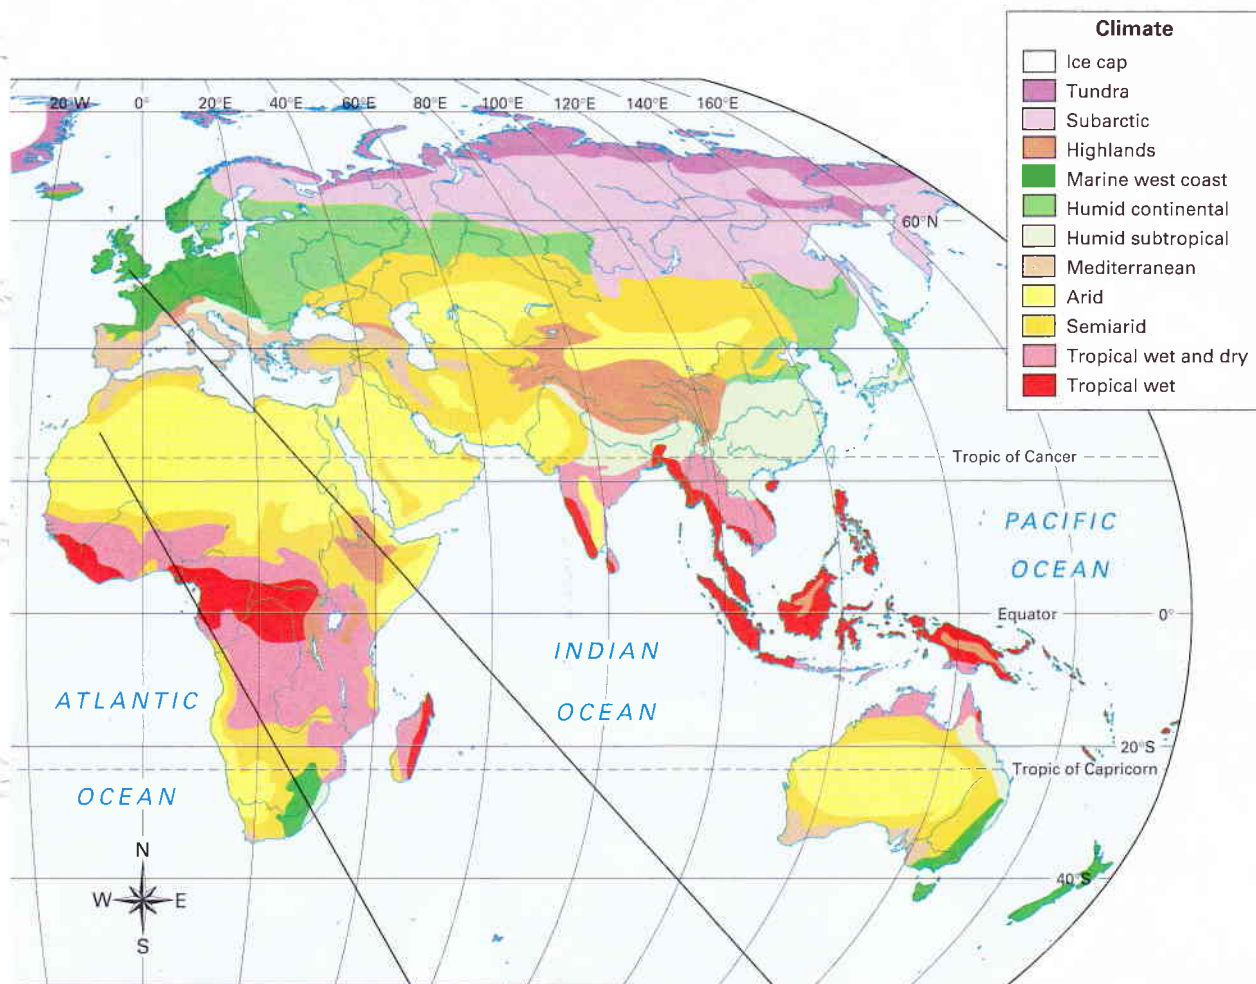 Climate
Ice cap
Tundra
Subarctic
Highlands
Marine west coast
Humid continental
Humid subtropical
Mediterranean
Arid
Semiarid
Tropical wet and dry
Tropical wet
20°W 0° 20°E 40°E 60°E 80°E 100°E 120°E 140°E 160°E
60°N
Tropic of Cancer
PACIFIC
OCEAN
Equator 0°
INDIAN
OCEAN
ATLANTIC
OCEAN
20°S
Tropic of Capricorn
40°S
N
W E
S